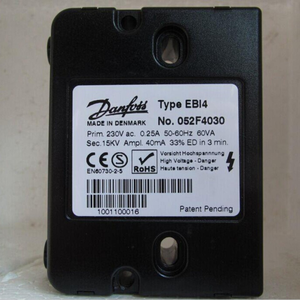 Danfoss
MADE IN DENMARK
Type EBI4
No. 052F4030
Prim. 230V ac. 0.25A 50-60Hz 60VA
Sec. 15KV Ampl. 40mA 33% ED in 3 min.
CE
EN60730-2-5
RoHS
Vorsicht Hochspannnung
High Voltage - Danger
Haute tension - Danger
1001100016
Patent Pending